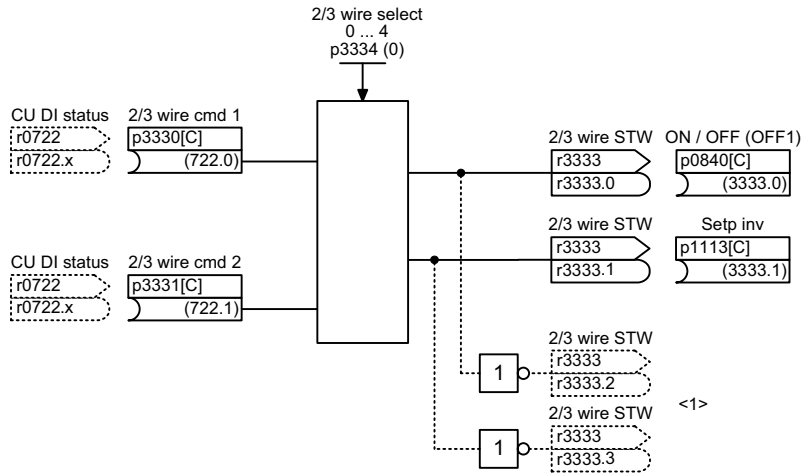 2/3 wire select
0 ... 4
p3334 (0)
CU DI status
r0722
r0722.x
2/3 wire cmd 1
p3330[C]
(722.0)
2/3 wire STW
r3333
r3333.0
ON / OFF (OFF1)
p0840[C]
(3333.0)
2/3 wire STW
r3333
r3333.1
Setp inv
p1113[C]
(3333.1)
CU DI status
r0722
r0722.x
2/3 wire cmd 2
p3331[C]
(722.1)
2/3 wire STW
1
r3333
r3333.2
<1>
2/3 wire STW
1
r3333
r3333.3